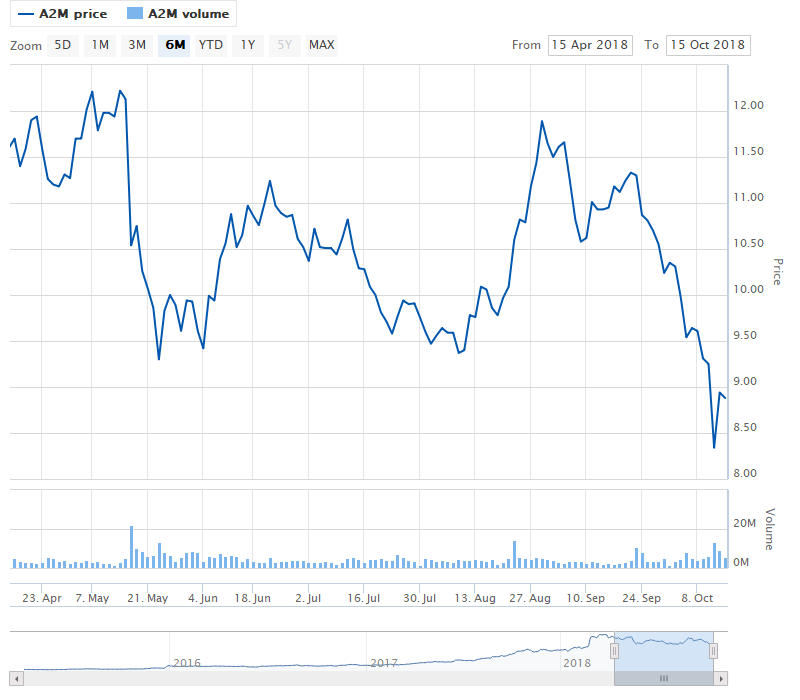 A2M price A2M volume
Zoom 5D 1M 3M 6M YTD 1Y 5Y MAX From 15 Apr 2018 To 15 Oct 2018
12.00
11.50
11.00
10.50
10.00
9.50
9.00
8.50
8.00
Price
20M
0M
Volume
23. Apr 7. May 21. May 4. Jun 18. Jun 2. Jul 16. Jul 30. Jul 13. Aug 27. Aug 10. Sep 24. Sep 8. Oct
2016 2017 2018